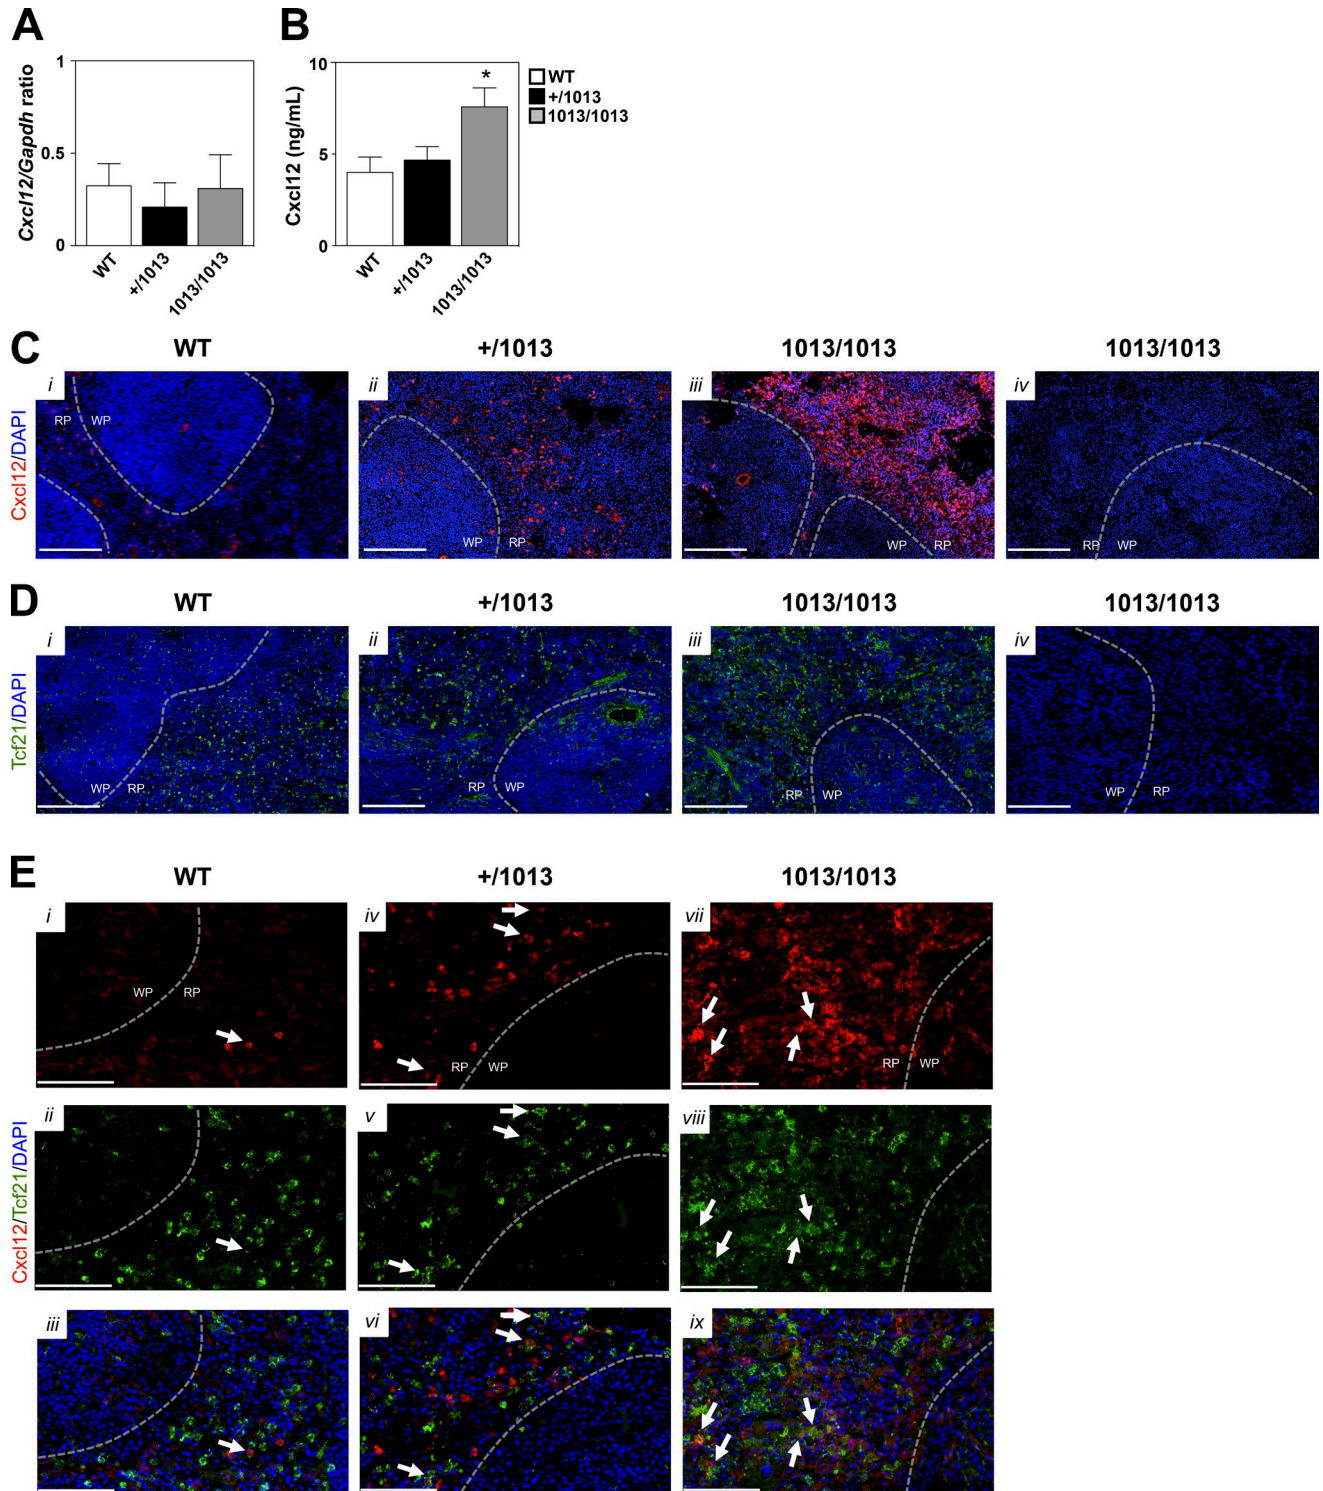 A
B
1
0.5
0
Cxcl12/Gapdh ratio
WT
+/1013
1013/1013
10
5
0
Cxcl12 (ng/mL)
*
WT
+/1013
1013/1013
WT
+/1013
1013/1013
C
WT
+/1013
1013/1013
1013/1013
Cxcl12/DAPI
i
RP WP
ii
WP RP
iii
WP RP
iv
RP WP
D
WT
+/1013
1013/1013
1013/1013
Tcf21/DAPI
i
WP RP
ii
RP WP
iii
RP WP
iv
WP RP
E
WT
+/1013
1013/1013
Cxcl12/Tcf21/DAPI
i
WP RP
iv
RP WP
vii
RP WP
ii
v
viii
iii
vi
ix